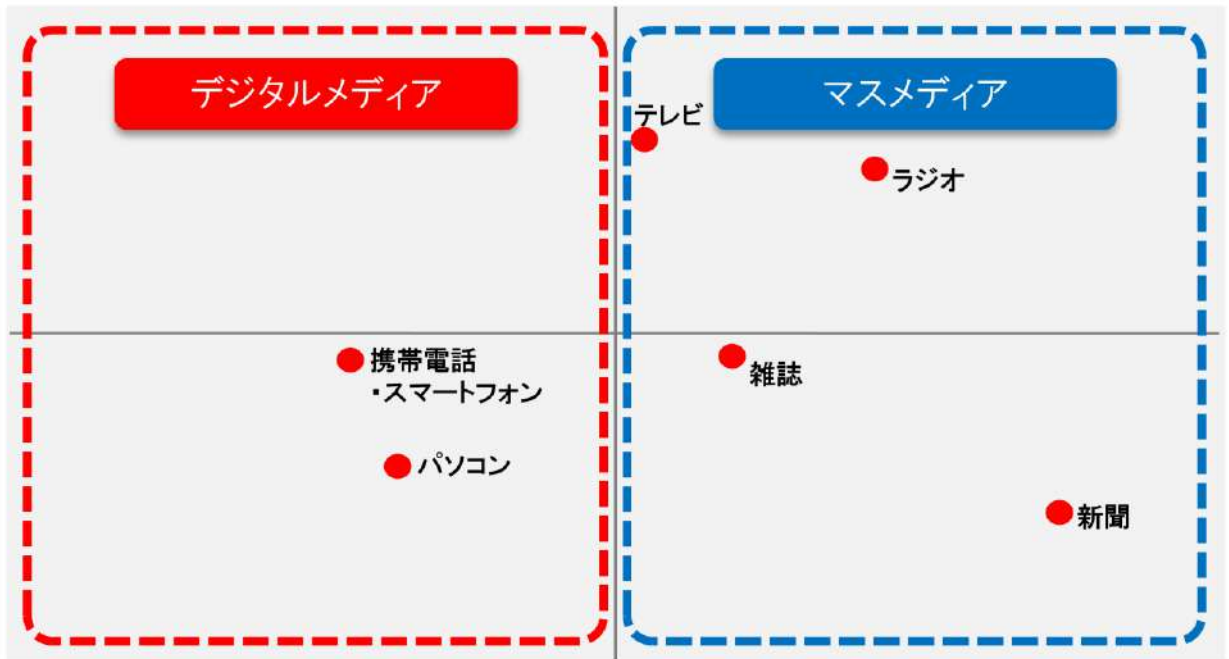 デジタルメディア
マスメディア
テレビ
ラジオ
携帯電話
・スマートフォン
雑誌
パソコン
新聞